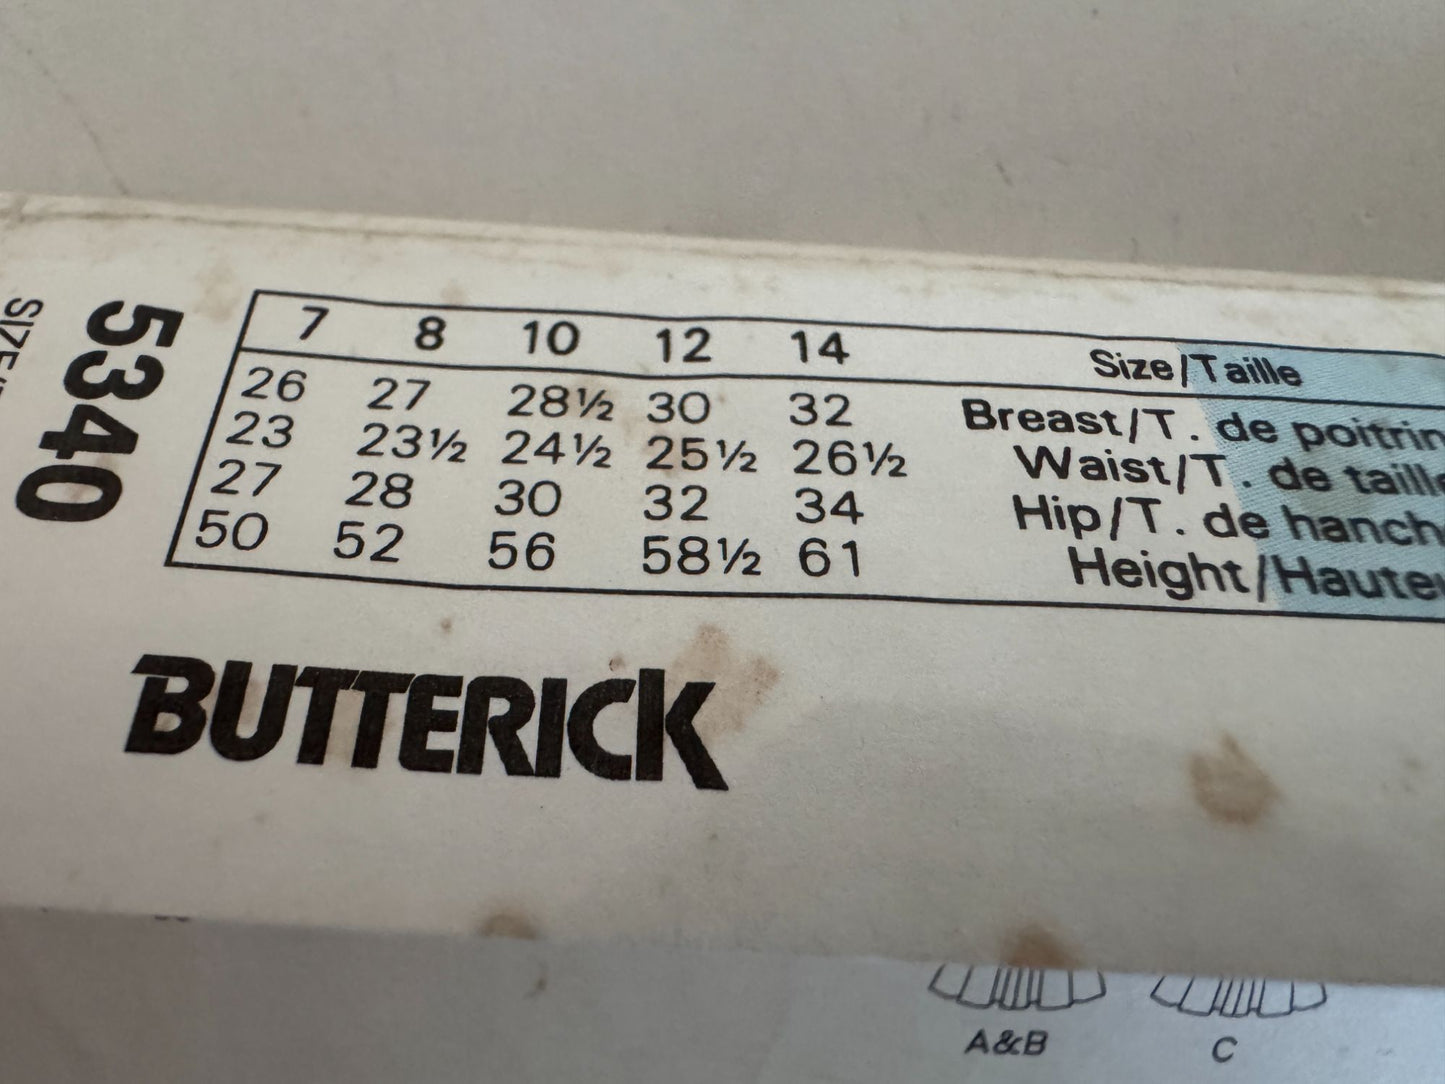 5340
7 8 10 12 14 Size/Taille
26 27 28½ 30 32 Breast/T. de poitrin
23 23½ 24½ 25½ 26½ Waist/T. de taille
27 28 30 32 34 Hip/T. de hanch
50 52 56 58½ 61 Height/Hauteu
BUTTERICK
A&B C